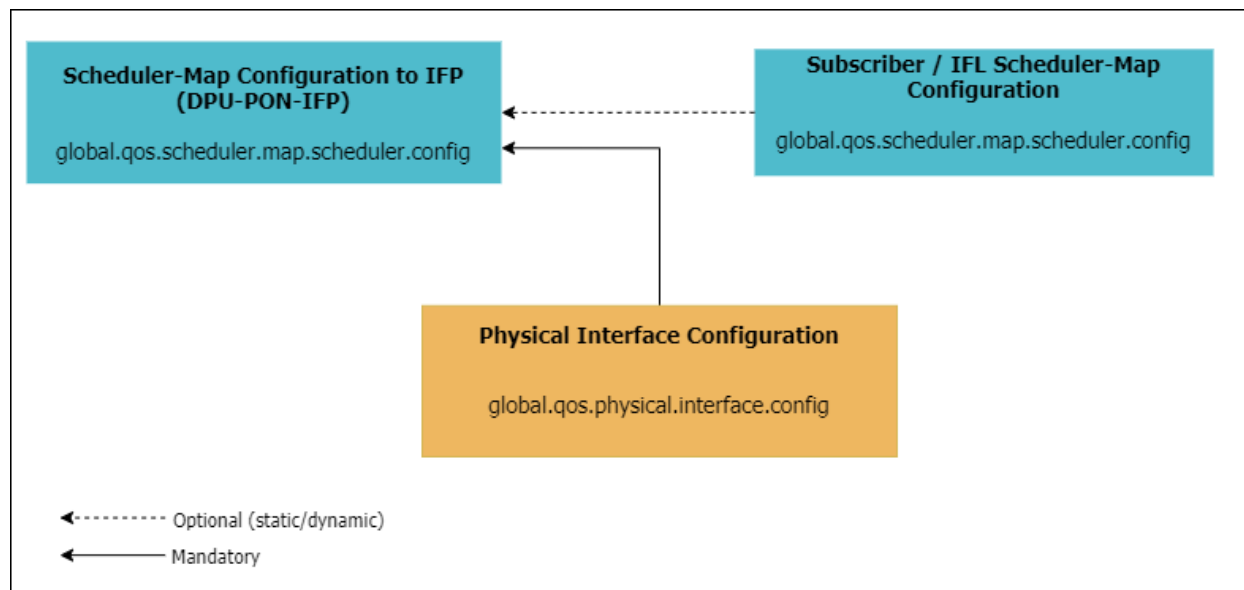 Scheduler-Map Configuration to IFP
(DPU-PON-IFP)
global.qos.scheduler.map.scheduler.config
Subscriber / IFL Scheduler-Map
Configuration
global.qos.scheduler.map.scheduler.config
Physical Interface Configuration
global.qos.physical.interface.config
Optional (static/dynamic)
Mandatory